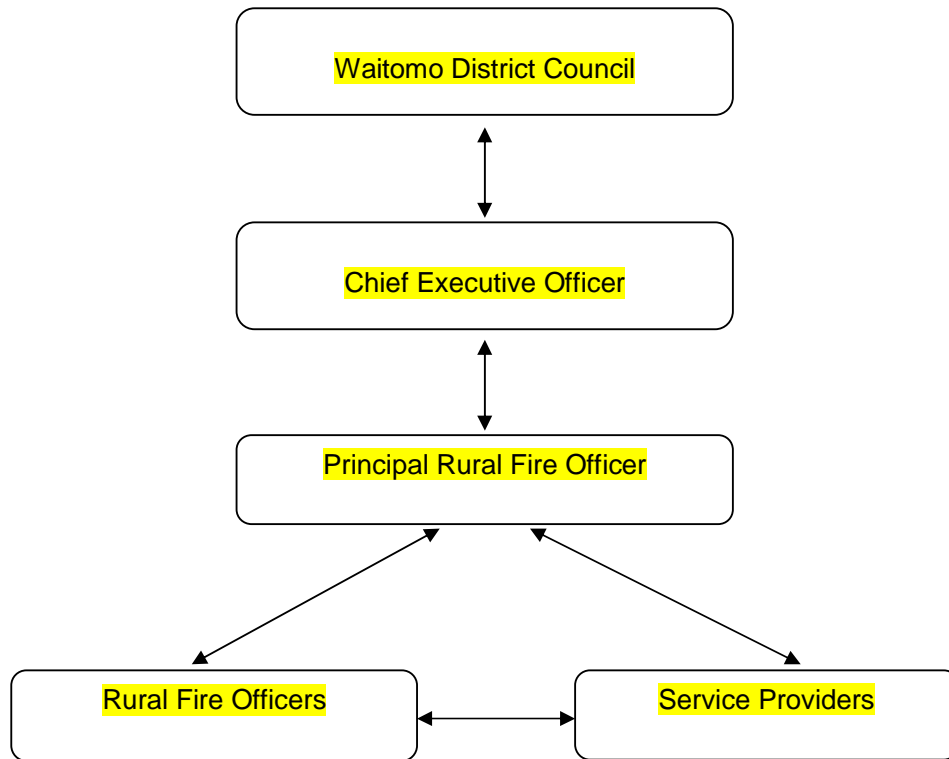 Waitomo District Council
Chief Executive Officer
Principal Rural Fire Officer
Rural Fire Officers
Service Providers